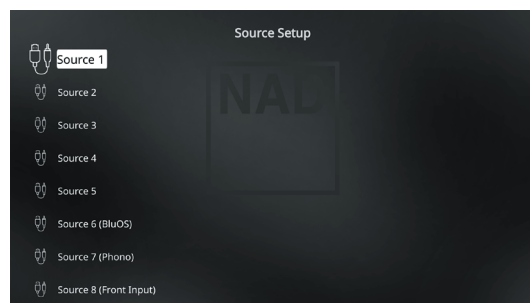 Source Setup
Source 1
NAD
Source 2
Source 3
Source 4
Source 5
Source 6 (BluOS)
Source 7 (Phono)
Source 8 (Front Input)